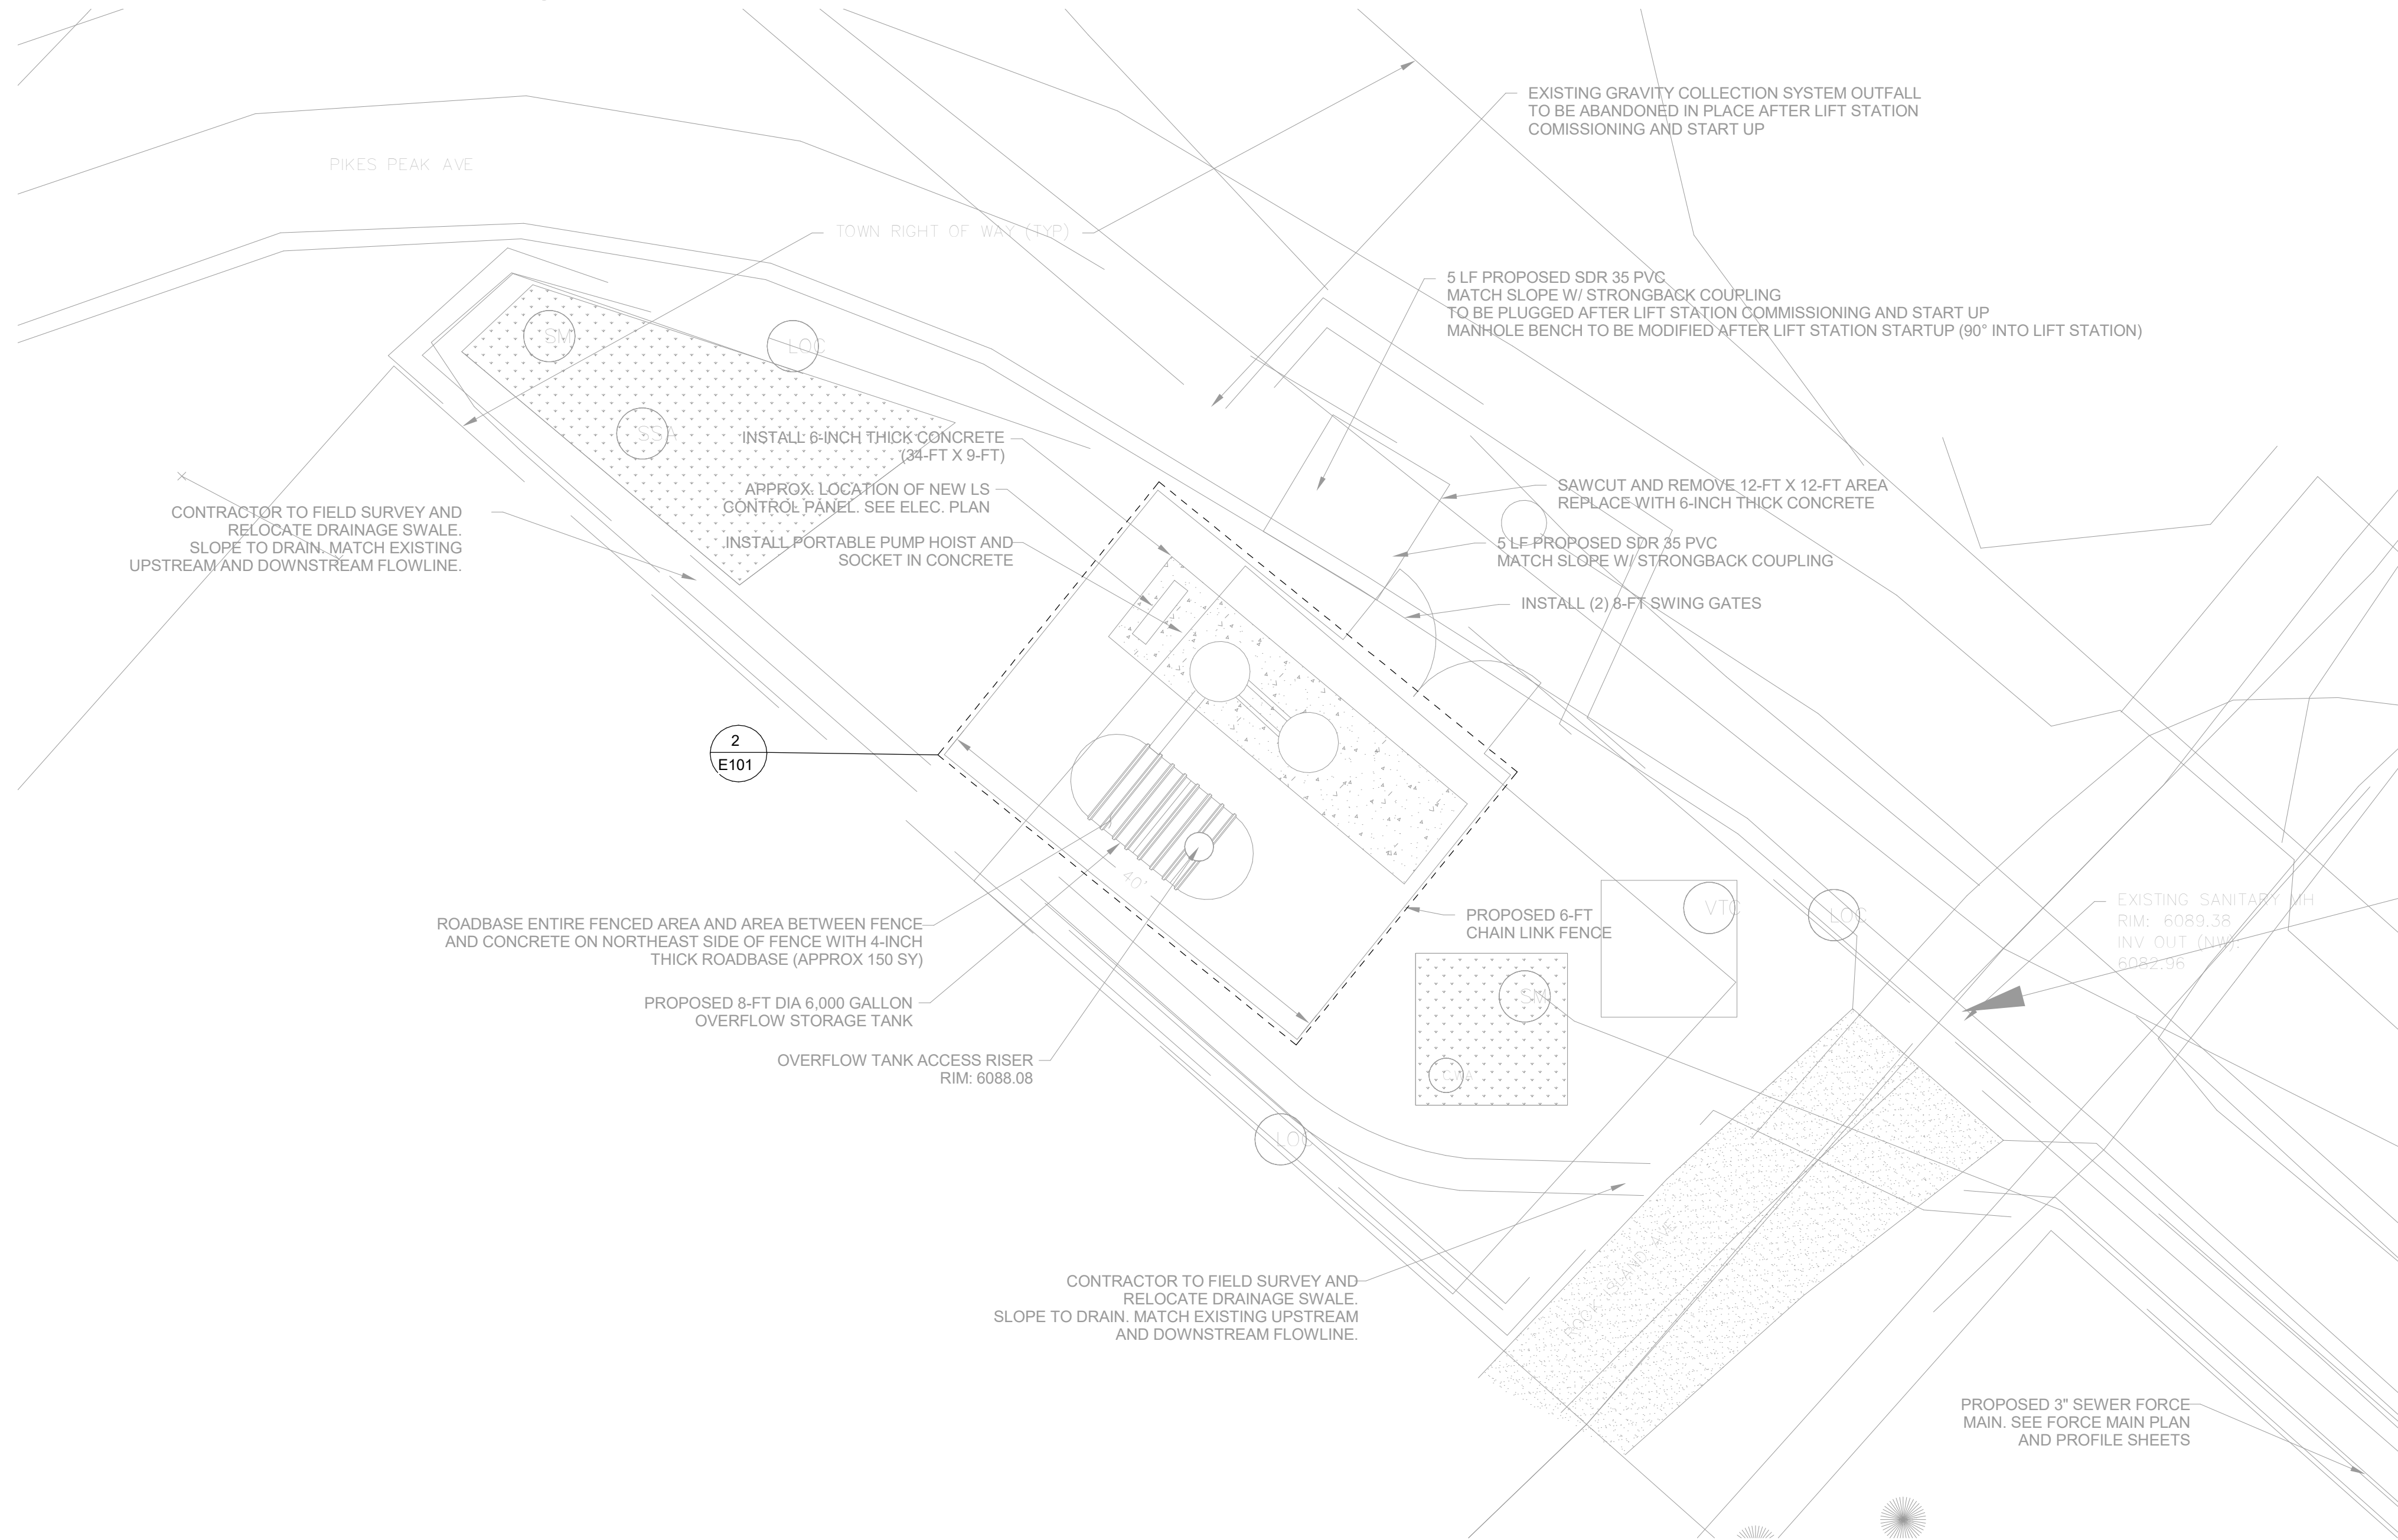 EXISTING GRAVITY COLLECTION SYSTEM OUTFALL
TO BE ABANDONED IN PLACE AFTER LIFT STATION
COMISSIONING AND START UP
PIKES PEAK AVE
TOWN RIGHT OF WAY (TYP)
5 LF PROPOSED SDR 35 PVC
MATCH SLOPE W/ STRONGBACK COUPLING
TO BE PLUGGED AFTER LIFT STATION COMMISSIONING AND START UP
MANHOLE BENCH TO BE MODIFIED AFTER LIFT STATION STARTUP (90° INTO LIFT STATION)
SM
LOC
SSA
INSTALL 6-INCH THICK CONCRETE
(34-FT X 9-FT)
APPROX. LOCATION OF NEW LS
CONTROL PANEL. SEE ELEC. PLAN
INSTALL PORTABLE PUMP HOIST AND
SOCKET IN CONCRETE
CONTRACTOR TO FIELD SURVEY AND
RELOCATE DRAINAGE SWALE.
SLOPE TO DRAIN. MATCH EXISTING
UPSTREAM AND DOWNSTREAM FLOWLINE.
SAWCUT AND REMOVE 12-FT X 12-FT AREA
REPLACE WITH 6-INCH THICK CONCRETE
5 LF PROPOSED SDR 35 PVC
MATCH SLOPE W/ STRONGBACK COUPLING
INSTALL (2) 8-FT SWING GATES
2
E101
40'
ROADBASE ENTIRE FENCED AREA AND AREA BETWEEN FENCE
AND CONCRETE ON NORTHEAST SIDE OF FENCE WITH 4-INCH
THICK ROADBASE (APPROX 150 SY)
PROPOSED 6-FT
CHAIN LINK FENCE
VTC
LOC
EXISTING SANITARY MH
RIM: 6089.38
INV OUT (NW):
6082.96
PROPOSED 8-FT DIA 6,000 GALLON
OVERFLOW STORAGE TANK
SM
OVERFLOW TANK ACCESS RISER
RIM: 6088.08
CWA
LOC
ROCK ISLAND AVE
CONTRACTOR TO FIELD SURVEY AND
RELOCATE DRAINAGE SWALE.
SLOPE TO DRAIN. MATCH EXISTING UPSTREAM
AND DOWNSTREAM FLOWLINE.
PROPOSED 3" SEWER FORCE
MAIN. SEE FORCE MAIN PLAN
AND PROFILE SHEETS